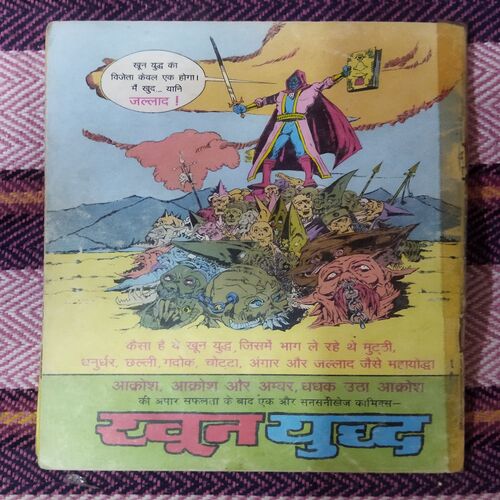 खून युद्ध का
विजेता केवल एक होगा।
मैं खुद... यानि
जल्लाद !
कैसा है ये खून युद्ध, जिसमें भाग ले रहे थे मुट्ठी,
धनुर्धर, छल्ली, गदोक, चोट्टा, अंगार और जल्लाद जैसे महायोद्धा
आक्रोश, आक्रोश और अम्बर, धधक उठा आक्रोश
की अपार सफलता के बाद एक और सनसनीखेज कामिक्स—
खून युद्ध